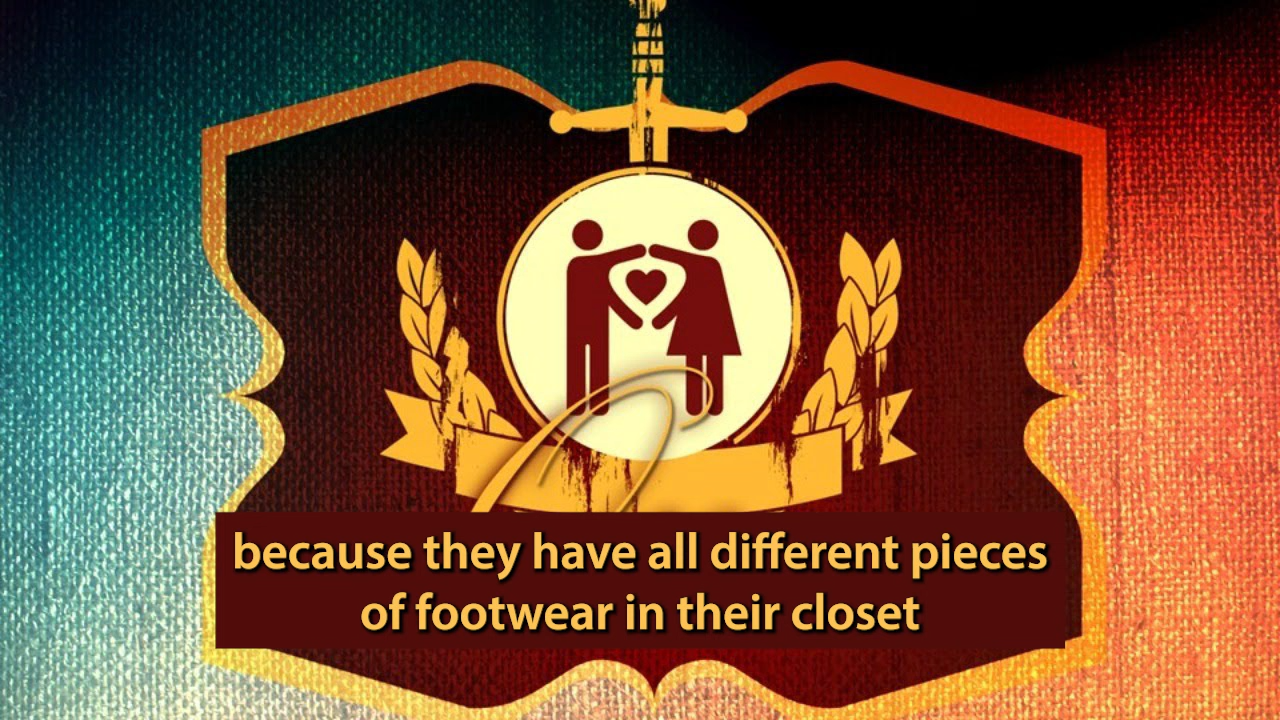 because they have all different pieces
of footwear in their closet